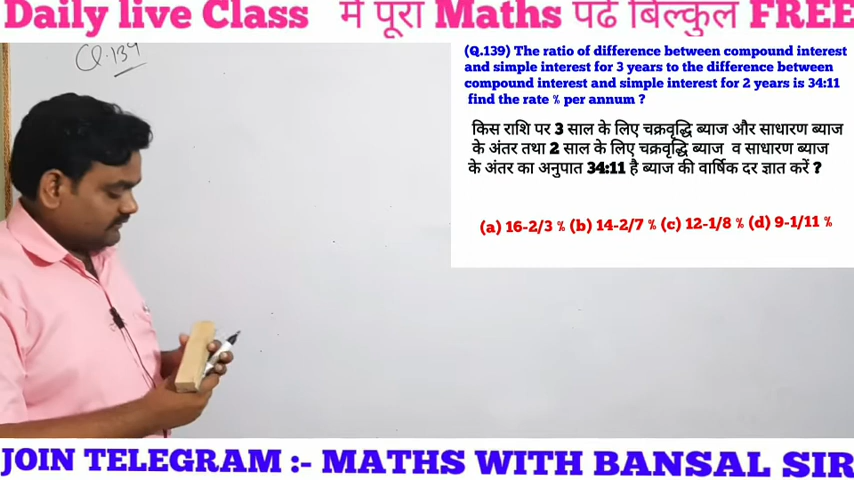 Daily live Class में पूरा Maths पढें बिल्कुल FREE
Q.139
(Q.139) The ratio of difference between compound interest
and simple interest for 3 years to the difference between
compound interest and simple interest for 2 years is 34:11
find the rate % per annum ?
किस राशि पर 3 साल के लिए चक्रवृद्धि ब्याज और साधारण ब्याज
के अंतर तथा 2 साल के लिए चक्रवृद्धि ब्याज व साधारण ब्याज
के अंतर का अनुपात 34:11 है ब्याज की वार्षिक दर ज्ञात करें ?
(a) 16-2/3 % (b) 14-2/7 % (c) 12-1/8 % (d) 9-1/11 %
JOIN TELEGRAM :- MATHS WITH BANSAL SIR